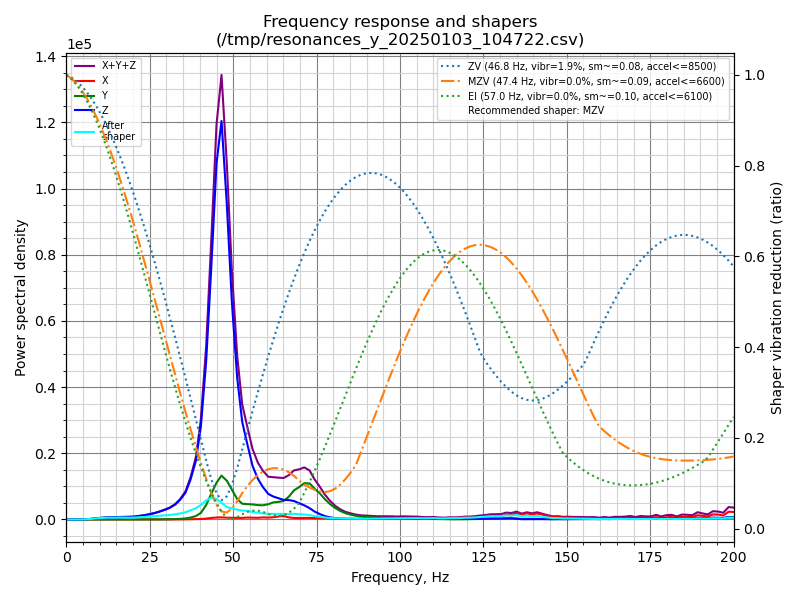 Frequency response and shapers
(/tmp/resonances_y_20250103_104722.csv)
1e5
X+Y+Z
X
Y
Z
After
shaper
ZV (46.8 Hz, vibr=1.9%, sm~=0.08, accel<=8500)
MZV (47.4 Hz, vibr=0.0%, sm~=0.09, accel<=6600)
EI (57.0 Hz, vibr=0.0%, sm~=0.10, accel<=6100)
Recommended shaper: MZV
Power spectral density
1.4
1.2
1.0
0.8
0.6
0.4
0.2
0.0
Shaper vibration reduction (ratio)
1.0
0.8
0.6
0.4
0.2
0.0
0 25 50 75 100 125 150 175 200
Frequency, Hz